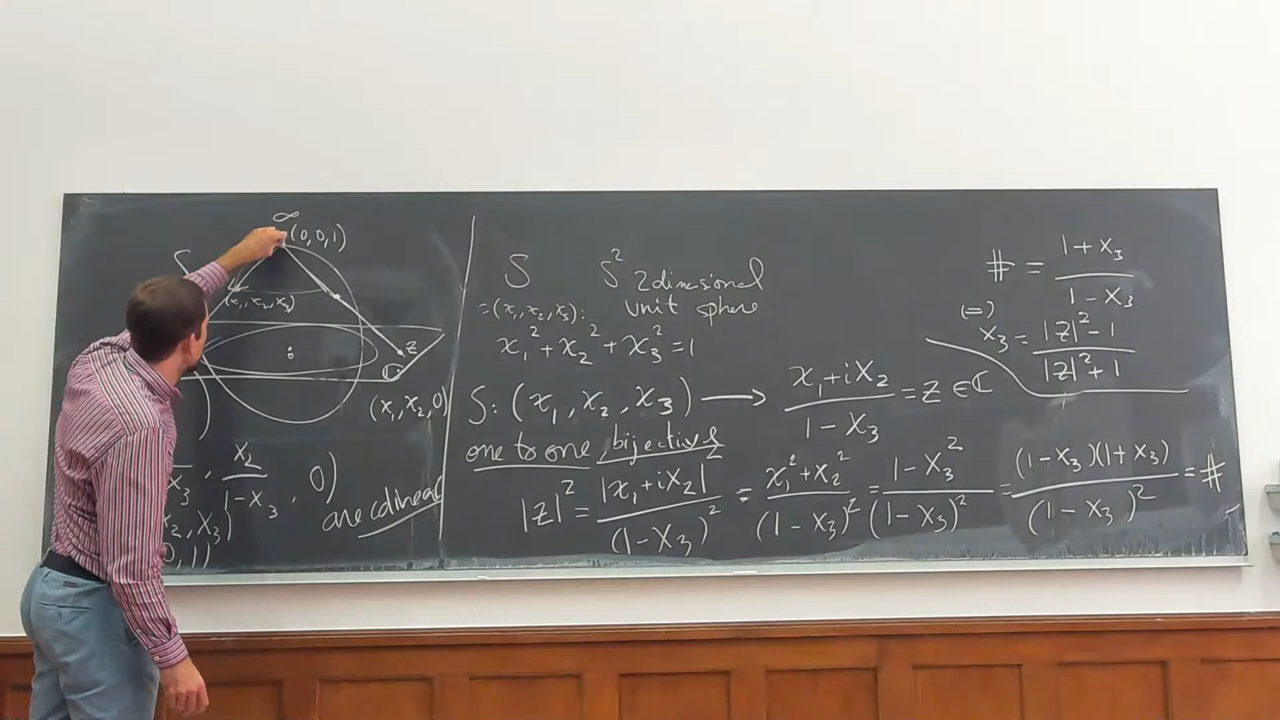 ∞
(0,0,1)
S
(x₁,x₂,x₃)
z
ℂ
(x₁,x₂,0)
x₃, x₂/(1-x₃), 0)
x₂,x₃)
0,1)
are colinear
S S² 2dimesional
=(x₁,x₂,x₃): unit sphere
x₁²+x₂²+x₃²=1
S: (x₁,x₂,x₃) ⟶ (x₁+ix₂)/(1-x₃) = z ∈ ℂ
one to one, bijective
|z|² = |x₁+ix₂|²/(1-x₃)² = (x₁²+x₂²)/(1-x₃)² = (1-x₃²)/(1-x₃)² = (1-x₃)(1+x₃)/(1-x₃)² = #
# = (1+x₃)/(1-x₃)
(=)
x₃ = (|z|²-1)/(|z|²+1)